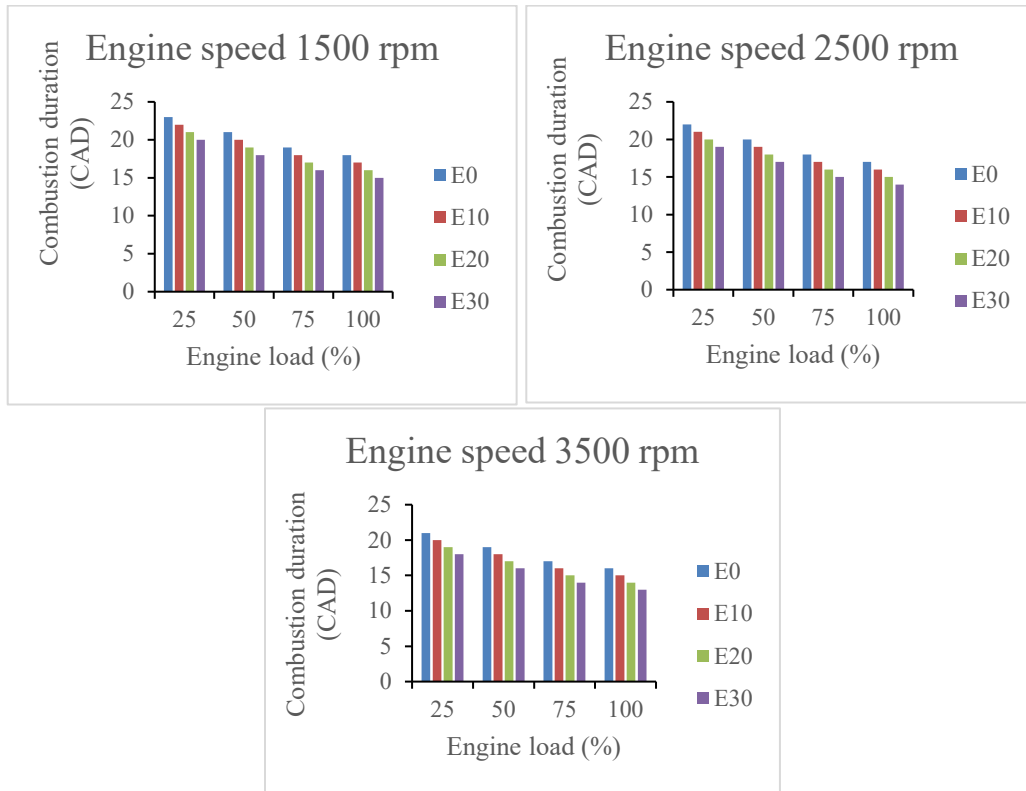 Engine speed 1500 rpm
Combustion duration
(CAD)
25
20
15
10
5
0
25 50 75 100
Engine load (%)
E0
E10
E20
E30
Engine speed 2500 rpm
Combustion duration
(CAD)
25
20
15
10
5
0
25 50 75 100
Engine load (%)
E0
E10
E20
E30
Engine speed 3500 rpm
Combustion duration
(CAD)
25
20
15
10
5
0
25 50 75 100
Engine load (%)
E0
E10
E20
E30